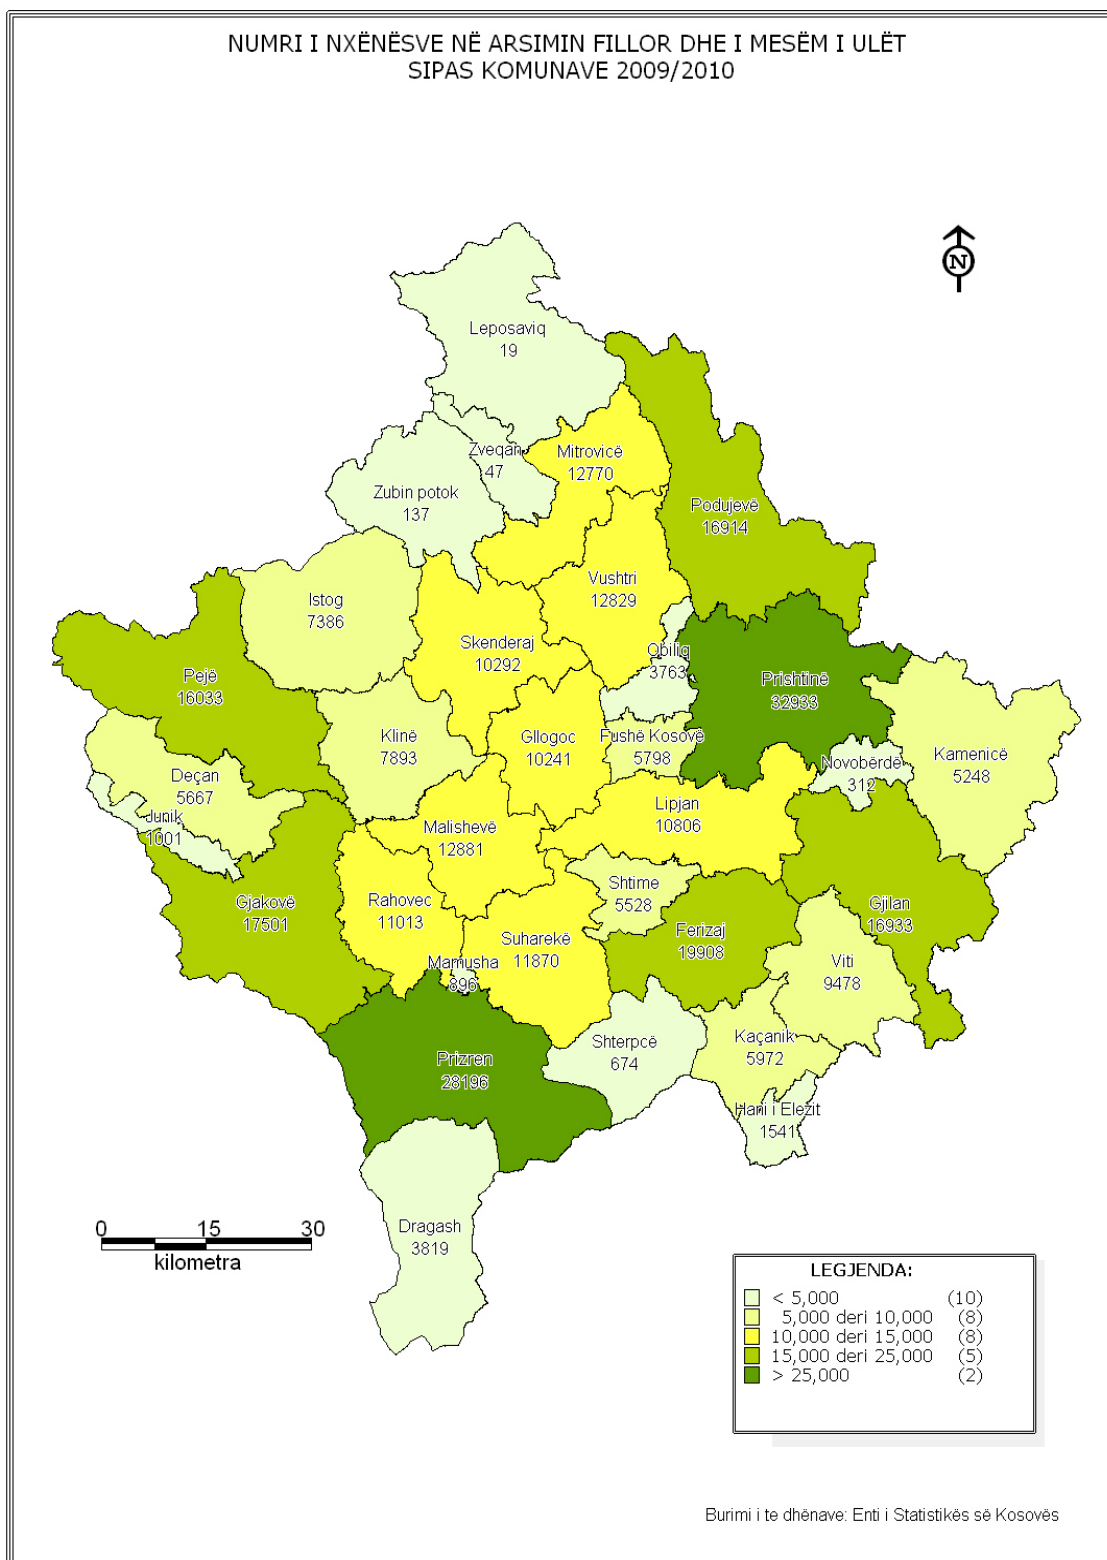 NUMRI I NXËNËSVE NË ARSIMIN FILLOR DHE I MESËM I ULËT
SIPAS KOMUNAVE 2009/2010
N
Leposaviq
19
Zveqan
47
Mitrovicë
12770
Zubin potok
137
Podujevë
16914
Vushtri
12829
Istog
7386
Skenderaj
10292
Obiliq
3763
Pejë
16033
Prishtinë
32933
Klinë
7893
Gllogoc
10241
Fushë Kosovë
5798
Novobërdë
312
Kamenicë
5248
Deçan
5667
Junik
1001
Malishevë
12881
Lipjan
10806
Gjakovë
17501
Rahovec
11013
Shtime
5528
Gjilan
16933
Suharekë
11870
Ferizaj
19908
Mamusha
896
Viti
9478
Prizren
28196
Shterpcë
674
Kaçanik
5972
Hani i Elezit
1541
Dragash
3819
0 15 30
kilometra
LEGJENDA:
< 5,000 (10)
5,000 deri 10,000 (8)
10,000 deri 15,000 (8)
15,000 deri 25,000 (5)
> 25,000 (2)
Burimi i te dhënave: Enti i Statistikës së Kosovës